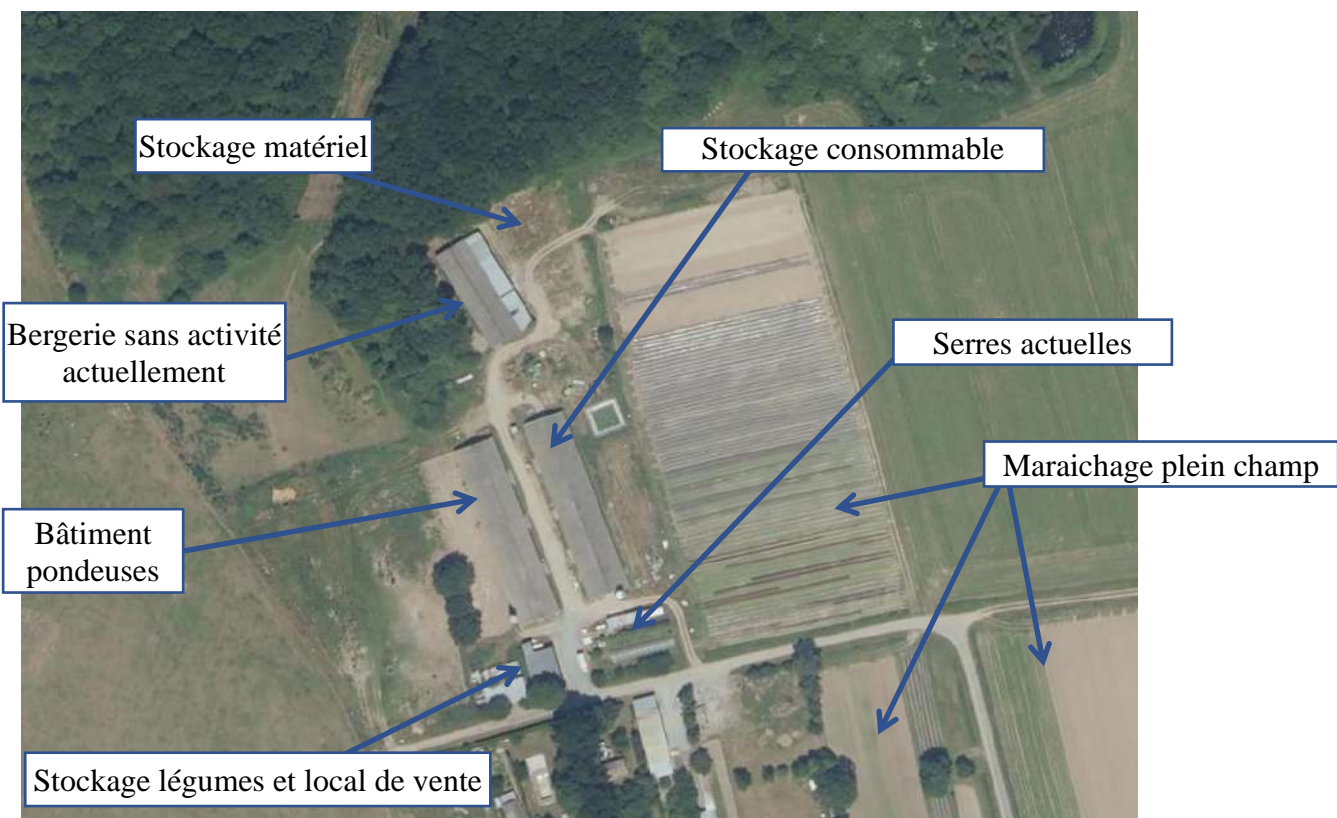 Stockage matériel
Stockage consommable
Bergerie sans activité
actuellement
Serres actuelles
Maraichage plein champ
Bâtiment
pondeuses
Stockage légumes et local de vente